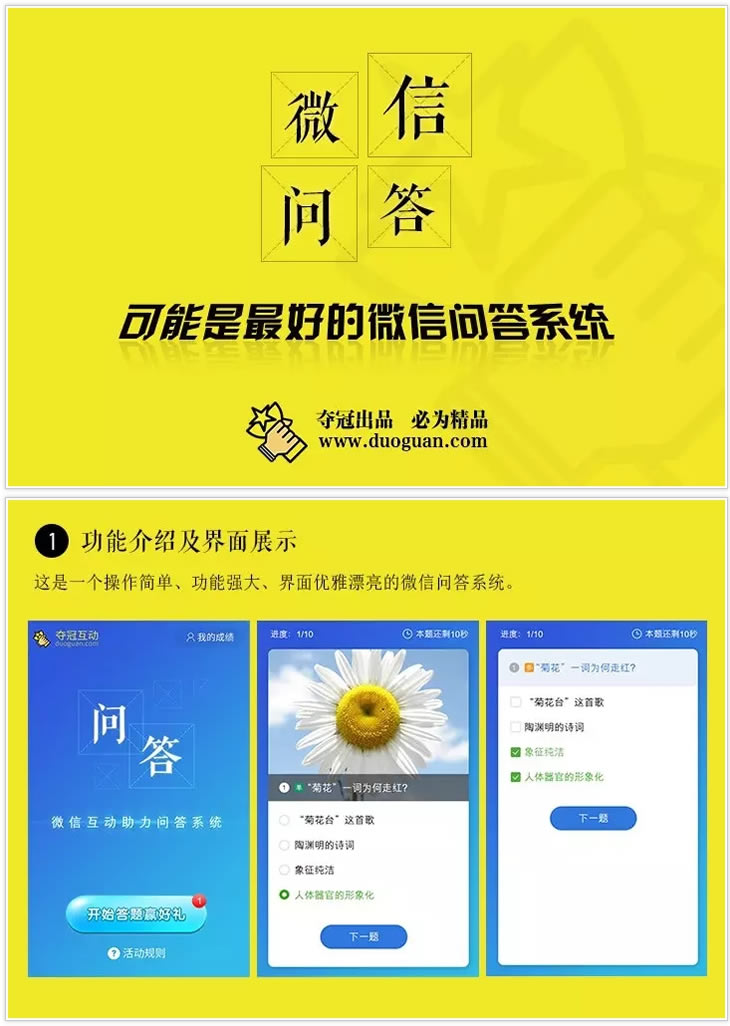 微信
问答
可能是最好的微信问答系统
夺冠出品 必为精品
www.duoguan.com
1 功能介绍及界面展示
这是一个操作简单、功能强大、界面优雅漂亮的微信问答系统。
夺冠互动
duoguan.com
我的成绩
问
答
微信互动助力问答系统
开始答题赢好礼
1
? 活动规则
进度：1/10 本题还剩10秒
1 “菊花”一词为何走红?
“菊花台”这首歌
陶渊明的诗词
象征纯洁
人体器官的形象化
下一题
进度：1/10 本题还剩10秒
1 “菊花”一词为何走红?
“菊花台”这首歌
陶渊明的诗词
象征纯洁
人体器官的形象化
下一题